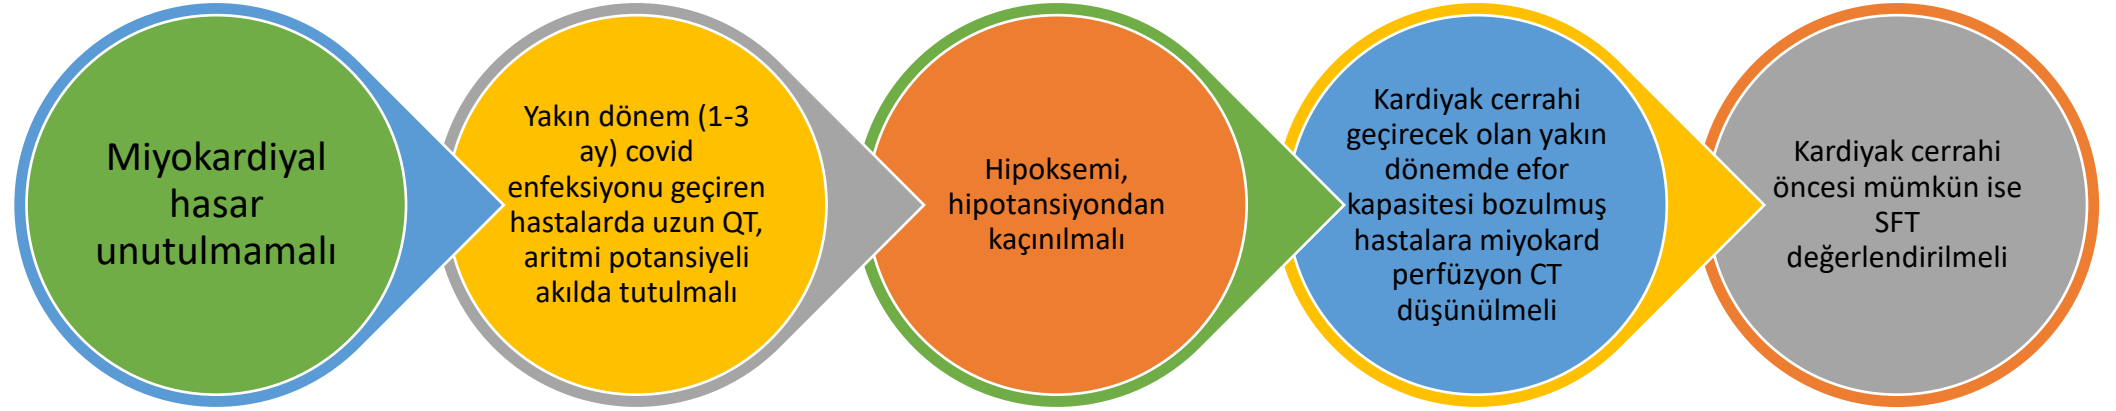 Miyokardiyal
hasar
unutulmamalı
Yakın dönem (1-3
ay) covid
enfeksiyonu geçiren
hastalarda uzun QT,
aritmi potansiyeli
akılda tutulmalı
Hipoksemi,
hipotansiyondan
kaçınılmalı
Kardiyak cerrahi
geçirecek olan yakın
dönemde efor
kapasitesi bozulmuş
hastalara miyokard
perfüzyon CT
düşünülmeli
Kardiyak cerrahi
öncesi mümkün ise
SFT
değerlendirilmeli